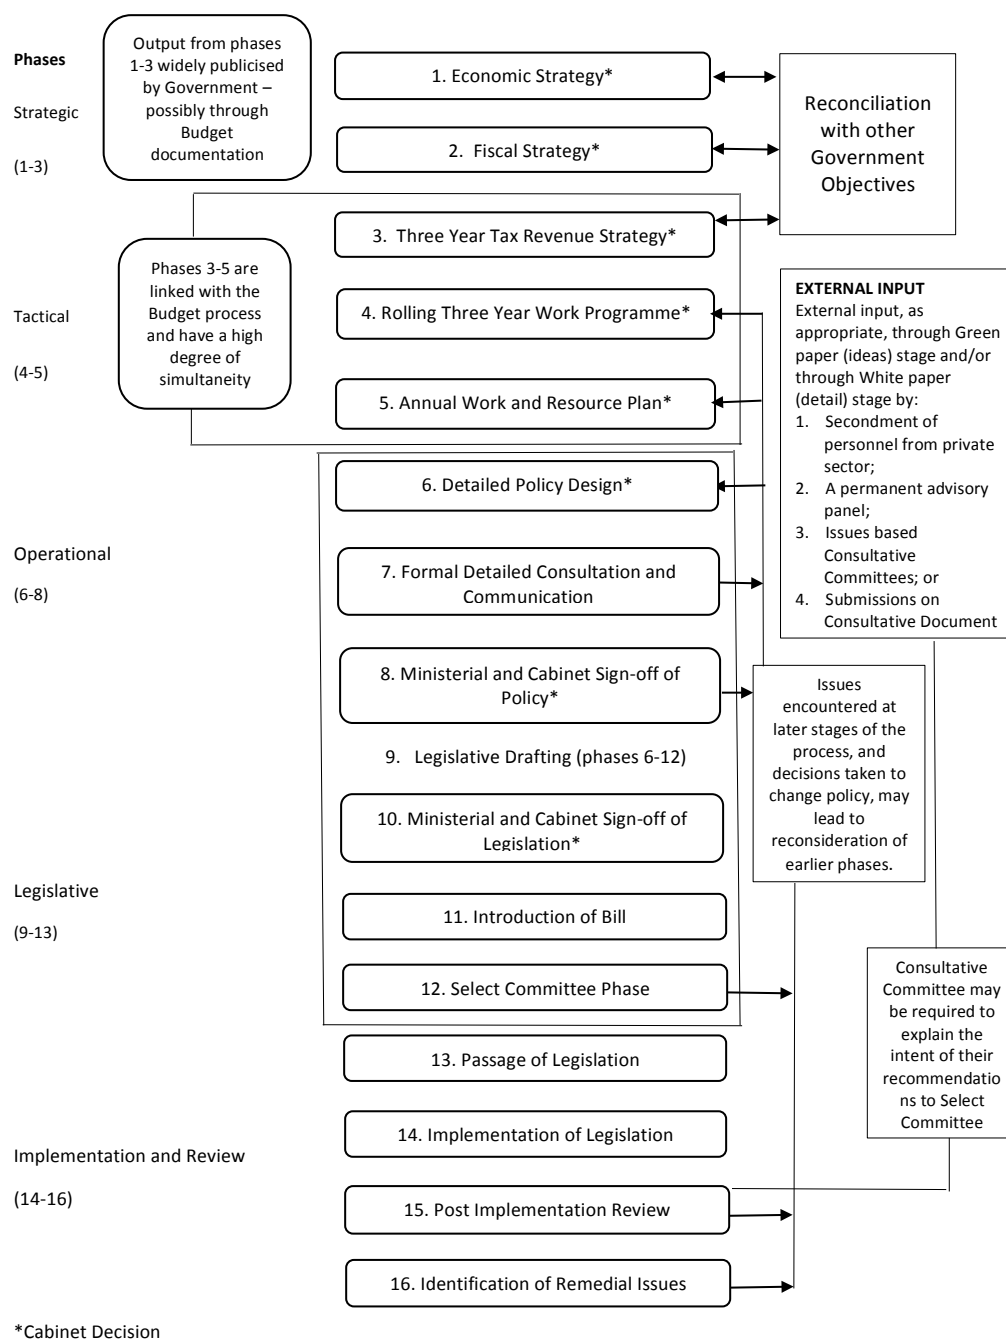 Phases
Strategic
(1-3)
Output from phases
1-3 widely publicised
by Government –
possibly through
Budget
documentation
1. Economic Strategy*
2. Fiscal Strategy*
Reconciliation
with other
Government
Objectives
3. Three Year Tax Revenue Strategy*
Tactical
(4-5)
Phases 3-5 are
linked with the
Budget process
and have a high
degree of
simultaneity
4. Rolling Three Year Work Programme*
5. Annual Work and Resource Plan*
EXTERNAL INPUT
External input, as
appropriate, through Green
paper (ideas) stage and/or
through White paper
(detail) stage by:
1. Secondment of
personnel from private
sector;
2. A permanent advisory
panel;
3. Issues based
Consultative
Committees; or
4. Submissions on
Consultative Document
Operational
(6-8)
6. Detailed Policy Design*
7. Formal Detailed Consultation and
Communication
8. Ministerial and Cabinet Sign-off of
Policy*
Issues
encountered at
later stages of the
process, and
decisions taken to
change policy, may
lead to
reconsideration of
earlier phases.
Legislative
(9-13)
9. Legislative Drafting (phases 6-12)
10. Ministerial and Cabinet Sign-off of
Legislation*
11. Introduction of Bill
12. Select Committee Phase
13. Passage of Legislation
Consultative
Committee may
be required to
explain the
intent of their
recommendatio
ns to Select
Committee
Implementation and Review
(14-16)
14. Implementation of Legislation
15. Post Implementation Review
16. Identification of Remedial Issues
*Cabinet Decision